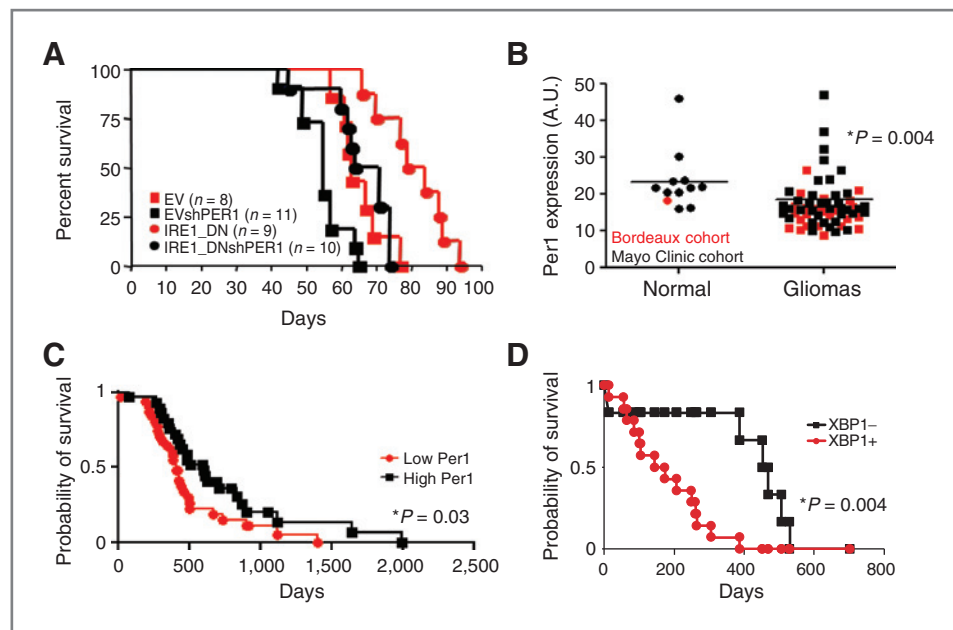 A
Percent survival
100
75
50
25
0
EV (n = 8)
EVshPER1 (n = 11)
IRE1_DN (n = 9)
IRE1_DNshPER1 (n = 10)
0 10 20 30 40 50 60 70 80 90 100
Days
B
Per1 expression (A.U.)
50
40
30
20
10
0
*P = 0.004
Bordeaux cohort
Mayo Clinic cohort
Normal Gliomas
C
Probability of survival
1
0.5
0
Low Per1
High Per1
*P = 0.03
0 500 1,000 1,500 2,000 2,500
Days
D
Probability of survival
1
0.5
0
XBP1–
XBP1+
*P = 0.004
0 200 400 600 800
Days